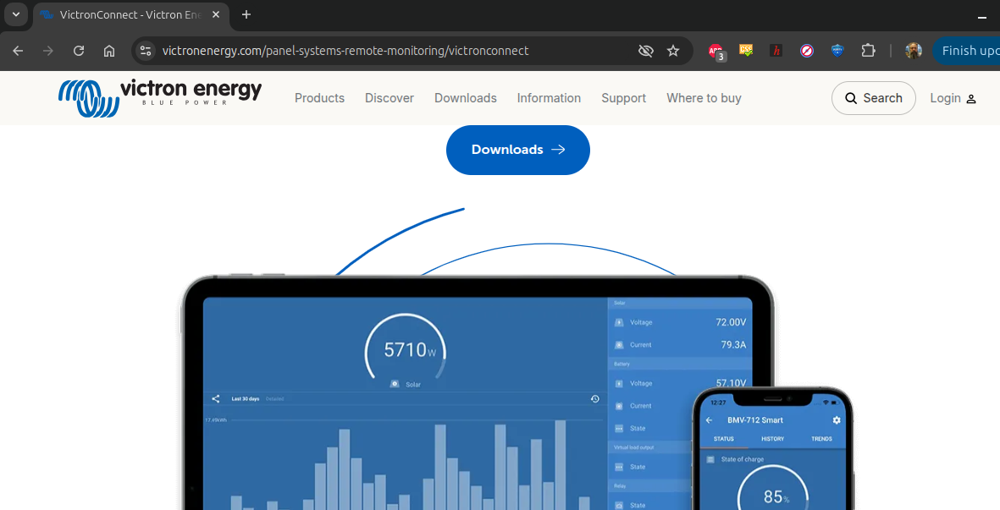 VictronConnect - Victron En
victronenergy.com/panel-systems-remote-monitoring/victronconnect
3
Finish upd
victron energy
BLUE POWER
Products Discover Downloads Information Support Where to buy
Search
Login
Downloads
5710W
Solar
Last 30 days Detailed
17.49kWh
Solar
Voltage 72.00V
Current 79.3A
Battery
Voltage 57.10V
Current
State
Virtual load output
State
Relay
State
12:27
BMV-712 Smart
STATUS HISTORY TRENDS
State of charge
85%